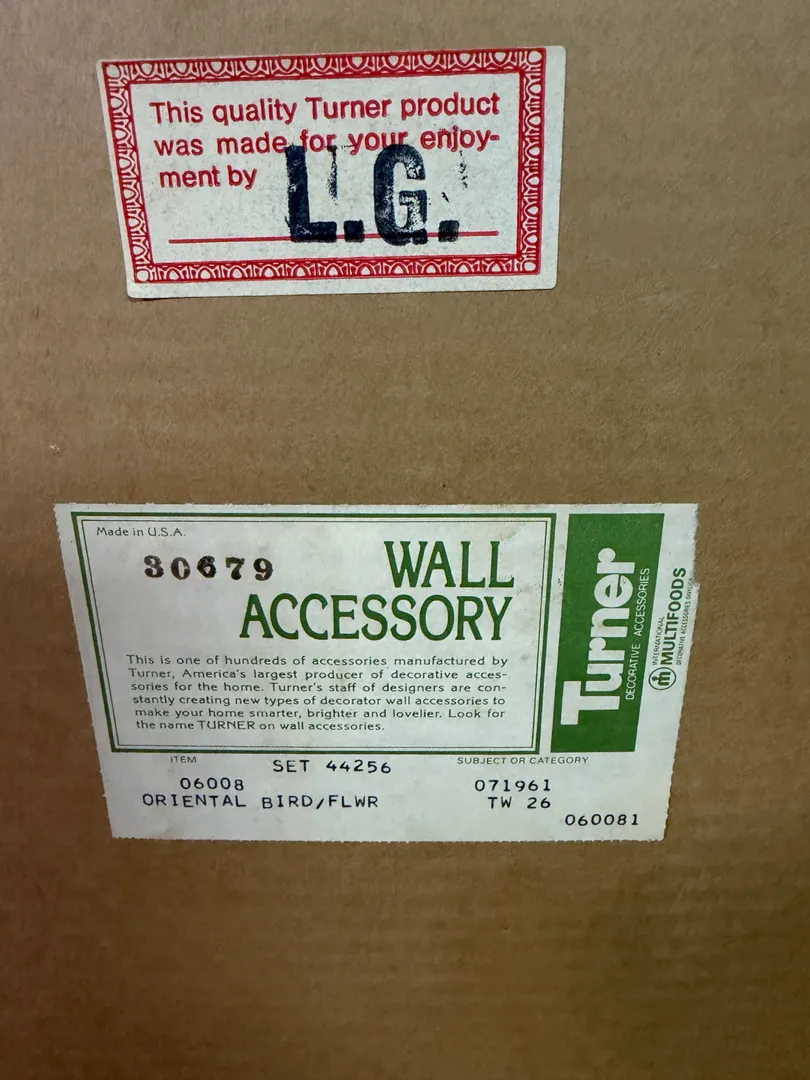 This quality Turner product
was made for your enjoy-
ment by
L.G.
Made in U.S.A.
30679
WALL
ACCESSORY
This is one of hundreds of accessories manufactured by
Turner, America's largest producer of decorative acces-
sories for the home. Turner's staff of designers are con-
stantly creating new types of decorator wall accessories to
make your home smarter, brighter and lovelier. Look for
the name TURNER on wall accessories.
Turner
DECORATIVE ACCESSORIES
INTERNATIONAL
MULTIFOODS
DECORATIVE ACCESSORIES DIVISION
ITEM
SET 44256
SUBJECT OR CATEGORY
06008
071961
ORIENTAL BIRD/FLWR
TW 26
060081